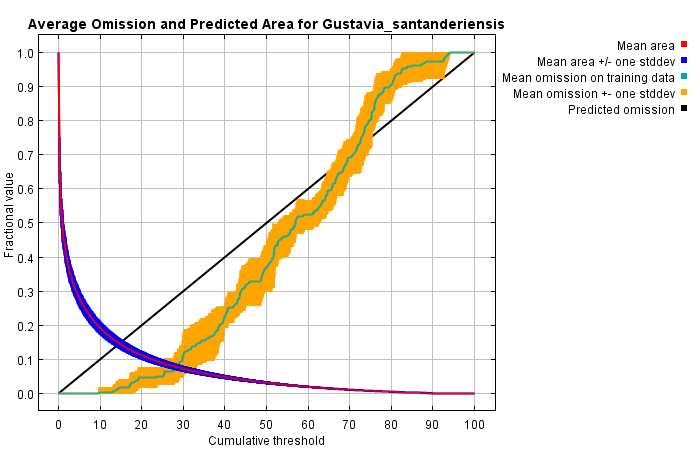 Average Omission and Predicted Area for Gustavia_santanderiensis
Mean area
Mean area +/- one stddev
Mean omission on training data
Mean omission +- one stddev
Predicted omission
Fractional value
1.0
0.9
0.8
0.7
0.6
0.5
0.4
0.3
0.2
0.1
0.0
0 10 20 30 40 50 60 70 80 90 100
Cumulative threshold